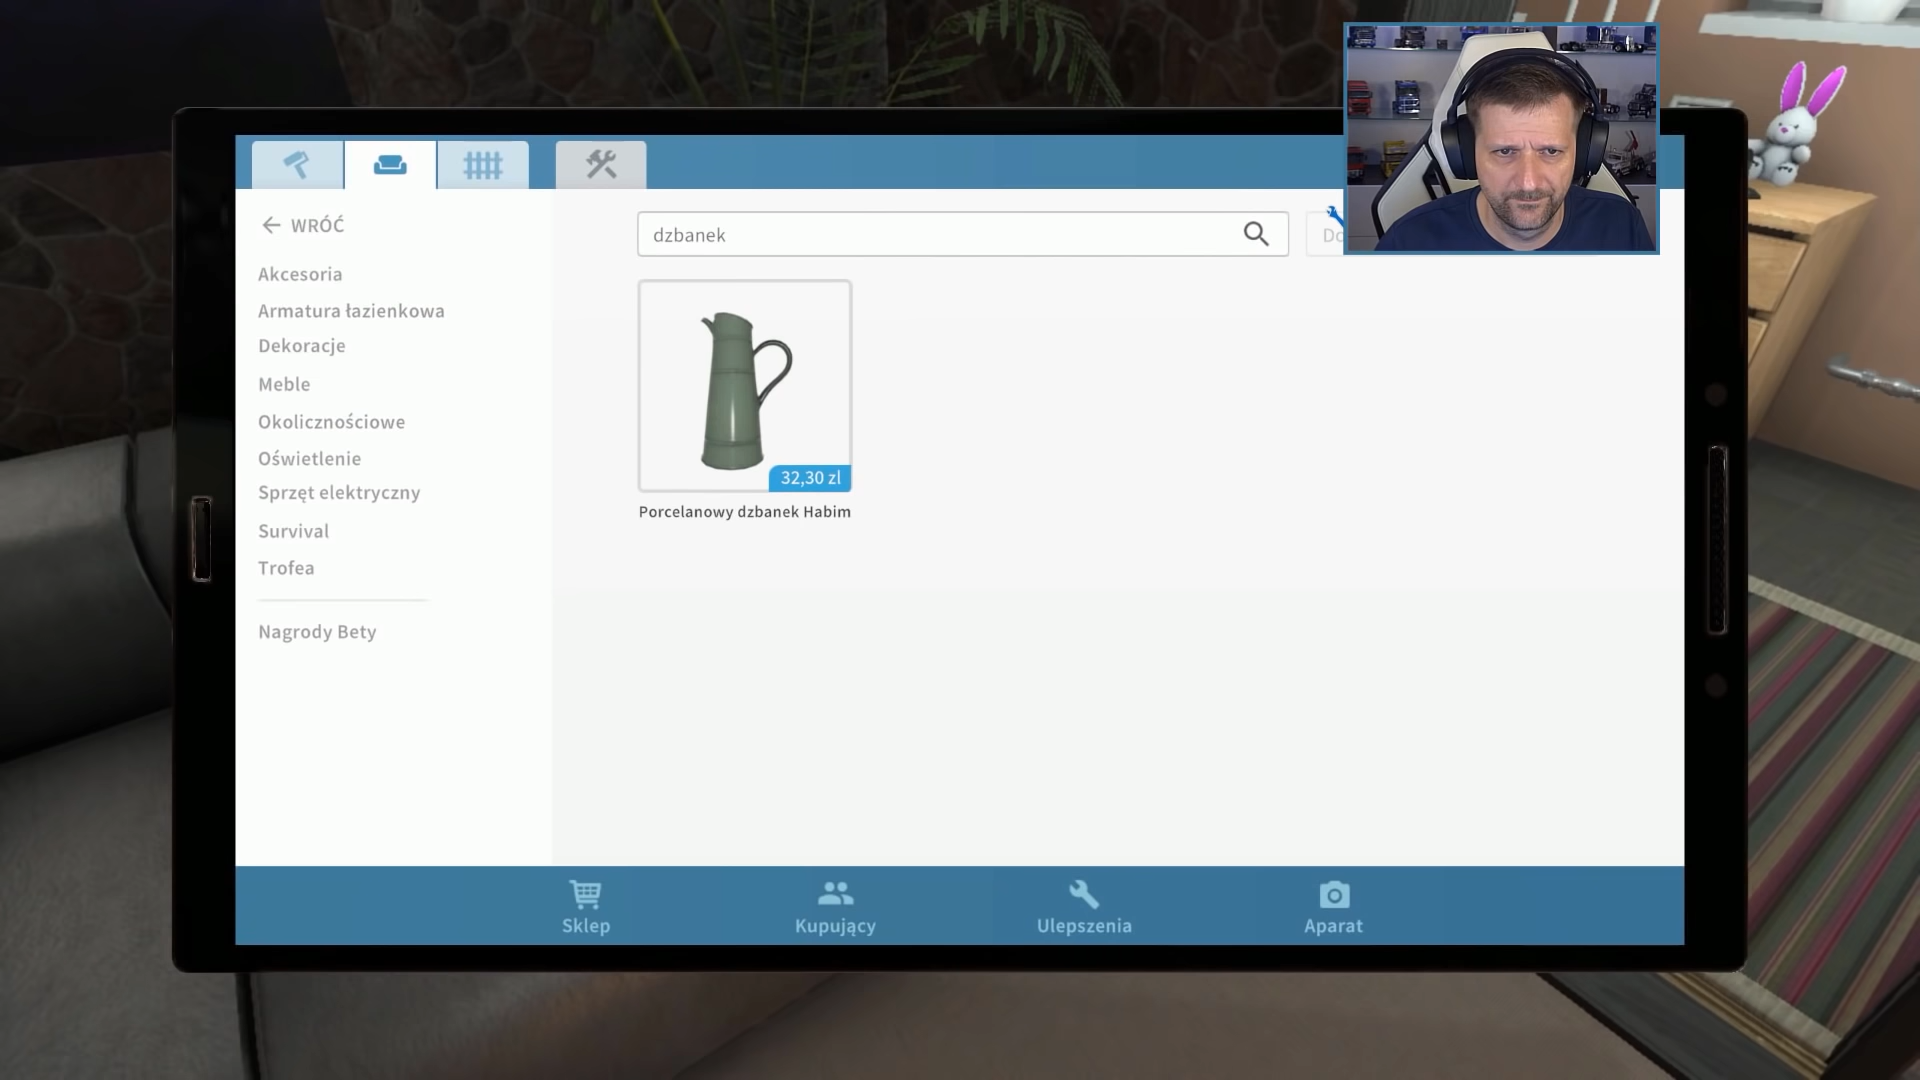 WRÓĆ
Akcesoria
Armatura łazienkowa
Dekoracje
Meble
Okolicznościowe
Oświetlenie
Sprzęt elektryczny
Survival
Trofea
Nagrody Bety
dzbanek
32,30 zl
Porcelanowy dzbanek Habim
Sklep
Kupujący
Ulepszenia
Aparat